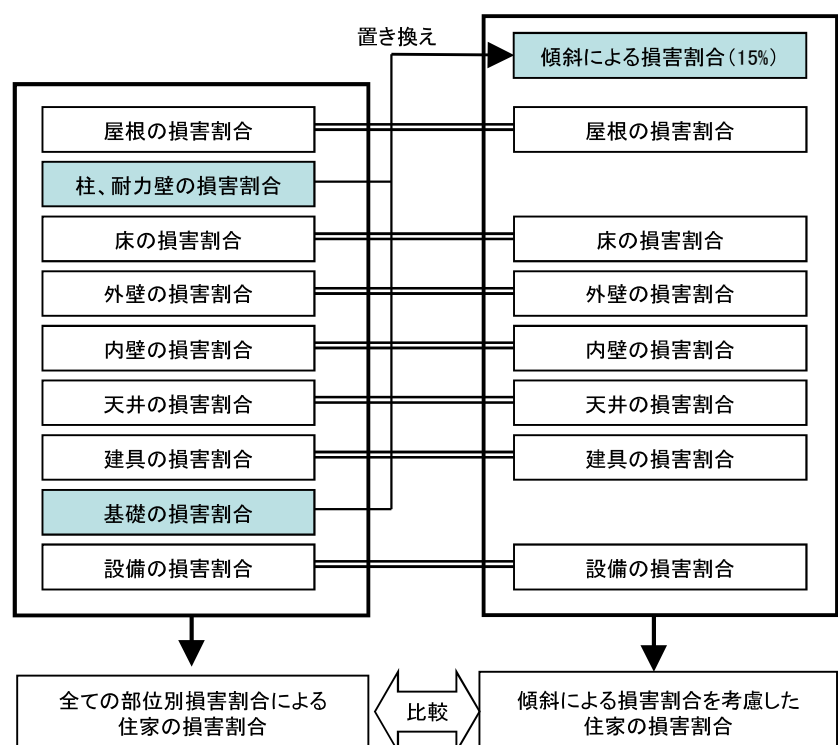 置き換え
傾斜による損害割合(15%)
屋根の損害割合
屋根の損害割合
柱、耐力壁の損害割合
床の損害割合
床の損害割合
外壁の損害割合
外壁の損害割合
内壁の損害割合
内壁の損害割合
天井の損害割合
天井の損害割合
建具の損害割合
建具の損害割合
基礎の損害割合
設備の損害割合
設備の損害割合
全ての部位別損害割合による
住家の損害割合
比較
傾斜による損害割合を考慮した
住家の損害割合